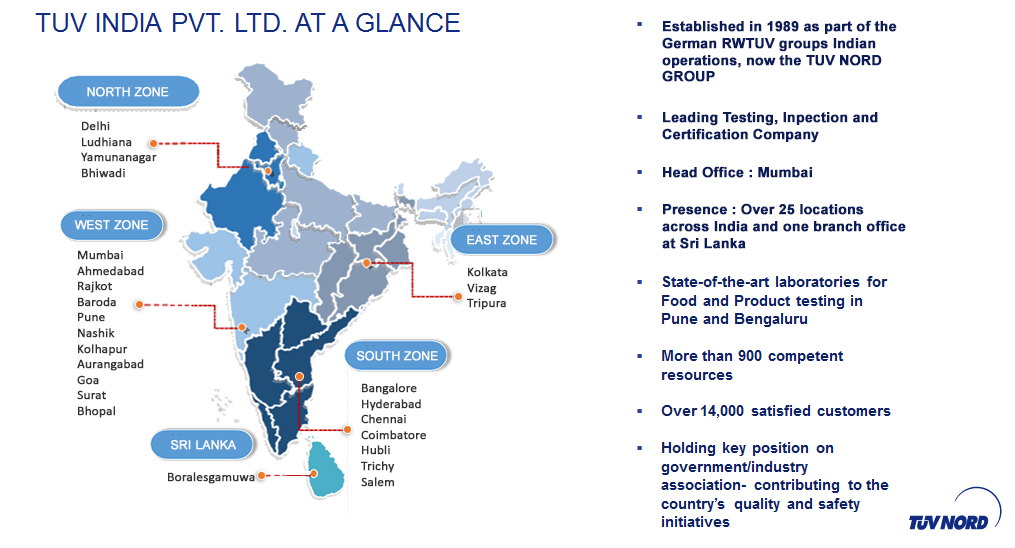 TUV INDIA PVT. LTD. AT A GLANCE
NORTH ZONE
Delhi
Ludhiana
Yamunanagar
Bhiwadi
WEST ZONE
Mumbai
Ahmedabad
Rajkot
Baroda
Pune
Nashik
Kolhapur
Aurangabad
Goa
Surat
Bhopal
EAST ZONE
Kolkata
Vizag
Tripura
SOUTH ZONE
Bangalore
Hyderabad
Chennai
Coimbatore
Hubli
Trichy
Salem
SRI LANKA
Boralesgamuwa
▪ Established in 1989 as part of the
German RWTUV groups Indian
operations, now the TUV NORD
GROUP
▪ Leading Testing, Inpection and
Certification Company
▪ Head Office : Mumbai
▪ Presence : Over 25 locations
across India and one branch office
at Sri Lanka
▪ State-of-the-art laboratories for
Food and Product testing in
Pune and Bengaluru
▪ More than 900 competent
resources
▪ Over 14,000 satisfied customers
▪ Holding key position on
government/industry
association- contributing to the
country's quality and safety
initiatives
TÜV NORD